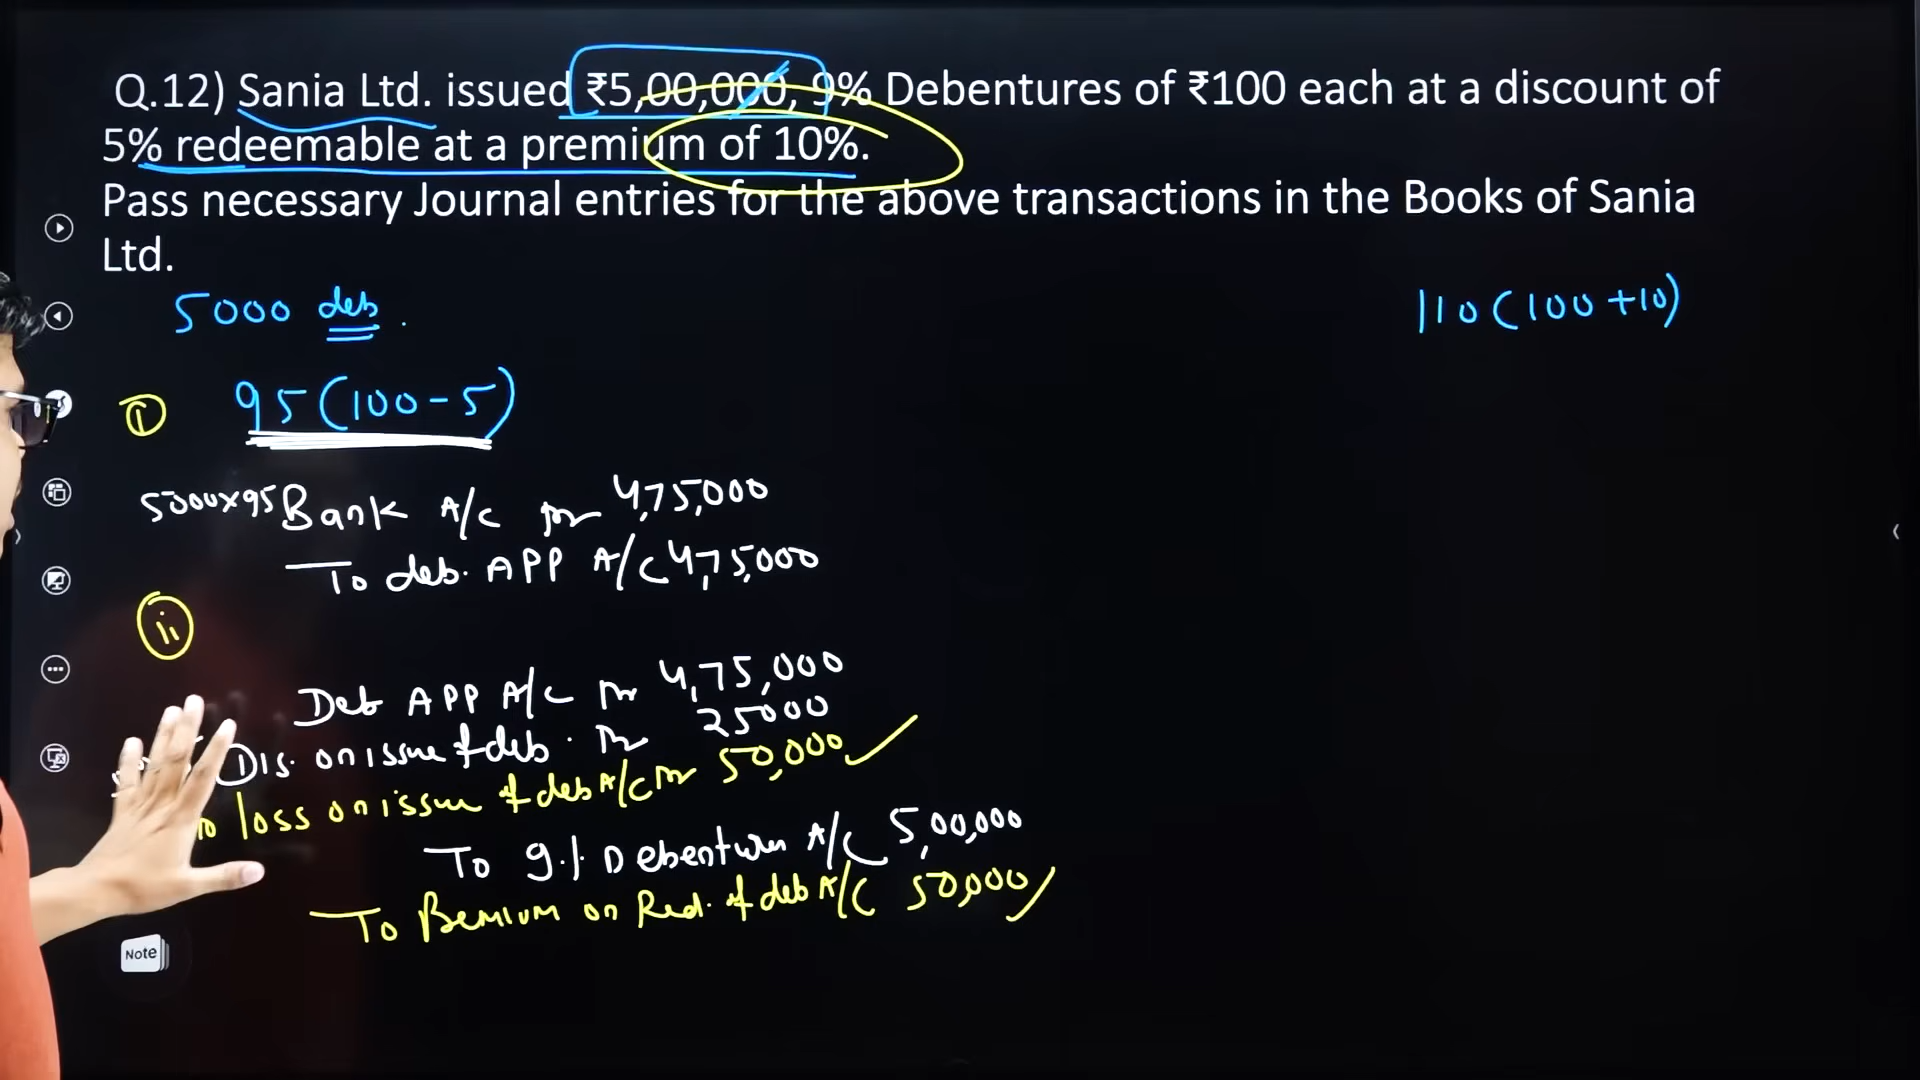 Q.12) Sania Ltd. issued ₹5,00,000, 9% Debentures of ₹100 each at a discount of
5% redeemable at a premium of 10%.
Pass necessary Journal entries for the above transactions in the Books of Sania
Ltd.
5000 deb.
110 (100 + 10)
i 95 (100 - 5)
5000x95 Bank A/c Dr 4,75,000
To deb. APP A/C 4,75,000
ii
Deb APP A/C Dr 4,75,000
Dis. on issue of deb. Dr 25000
loss on issue of deb A/C Dr 50,000
To 9% Debentures A/C 5,00,000
To Premium on Red. of deb A/C 50,000
Note